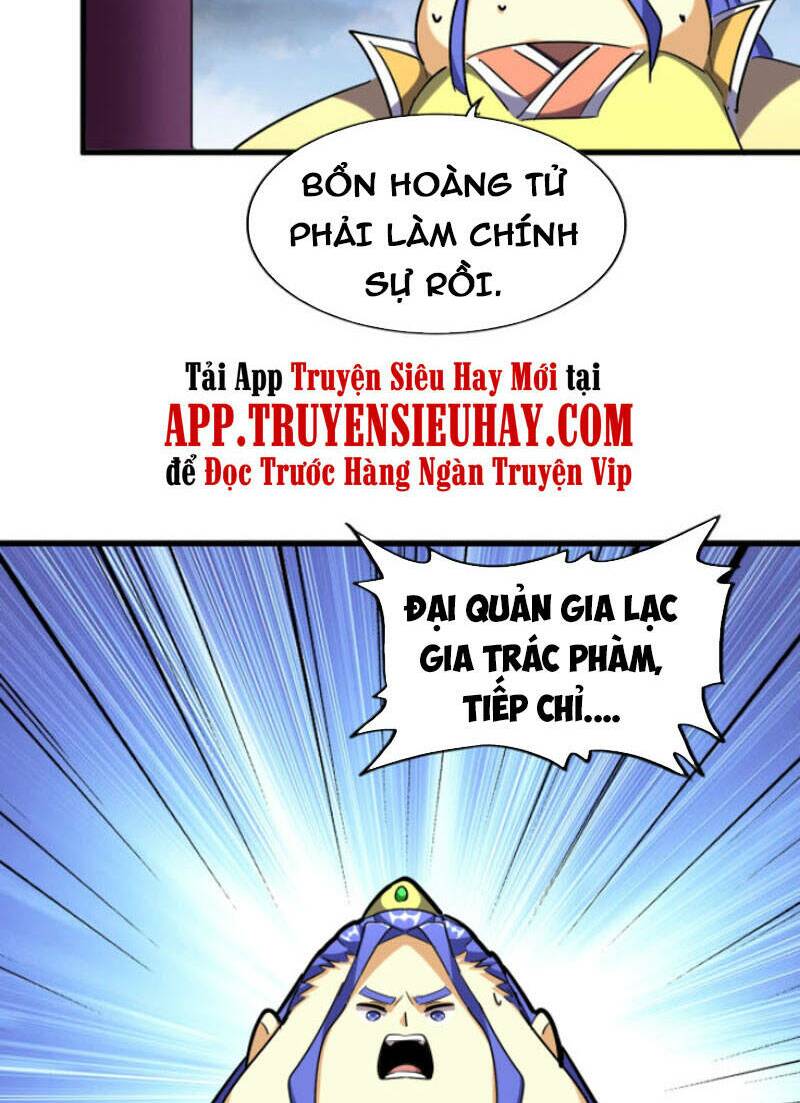 BỔN HOÀNG TỬ
PHẢI LÀM CHÍNH
SỰ RỒI.
Tải App Truyện Siêu Hay Mới tại
APP.TRUYENSIEUHAY.COM
để Đọc Trước Hàng Ngàn Truyện Vip
ĐẠI QUẢN GIA LẠC
GIA TRÁC PHÀM,
TIẾP CHỈ....